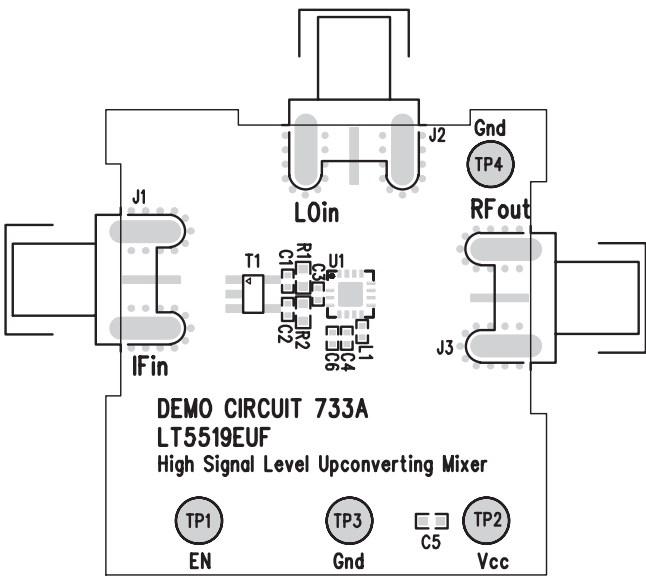 J2
Gnd
TP4
J1
LOin
RFout
T1
C1
R1
C3
U1
C2
R2
C6
C4
L1
J3
IFin
DEMO CIRCUIT 733A
LT5519EUF
High Signal Level Upconverting Mixer
TP1
TP3
TP2
C5
EN
Gnd
Vcc